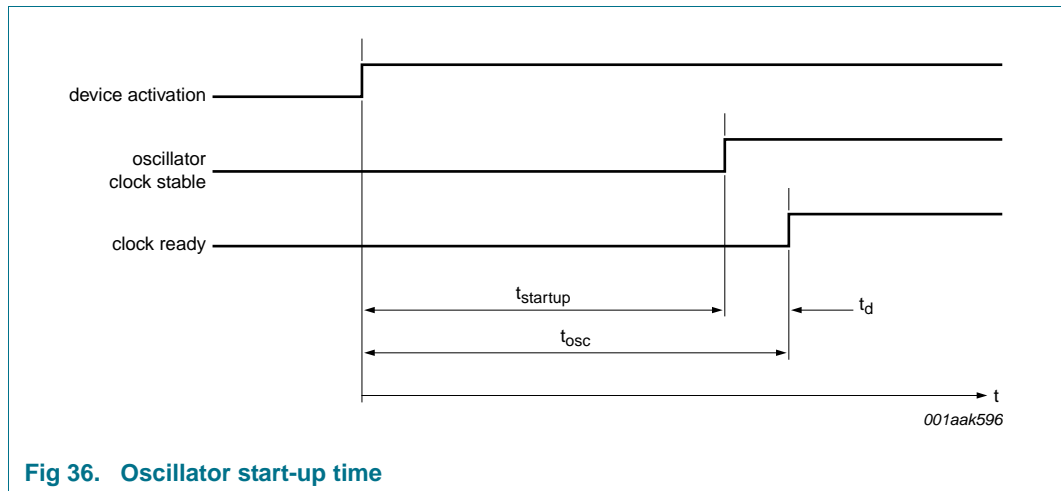 device activation
oscillator
clock stable
clock ready
tstartup
td
tosc
t
001aak596
Fig 36. Oscillator start-up time